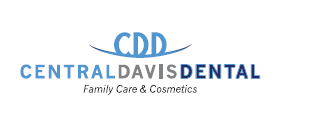 CDD
CENTRALDAVISDENTAL
Family Care & Cosmetics